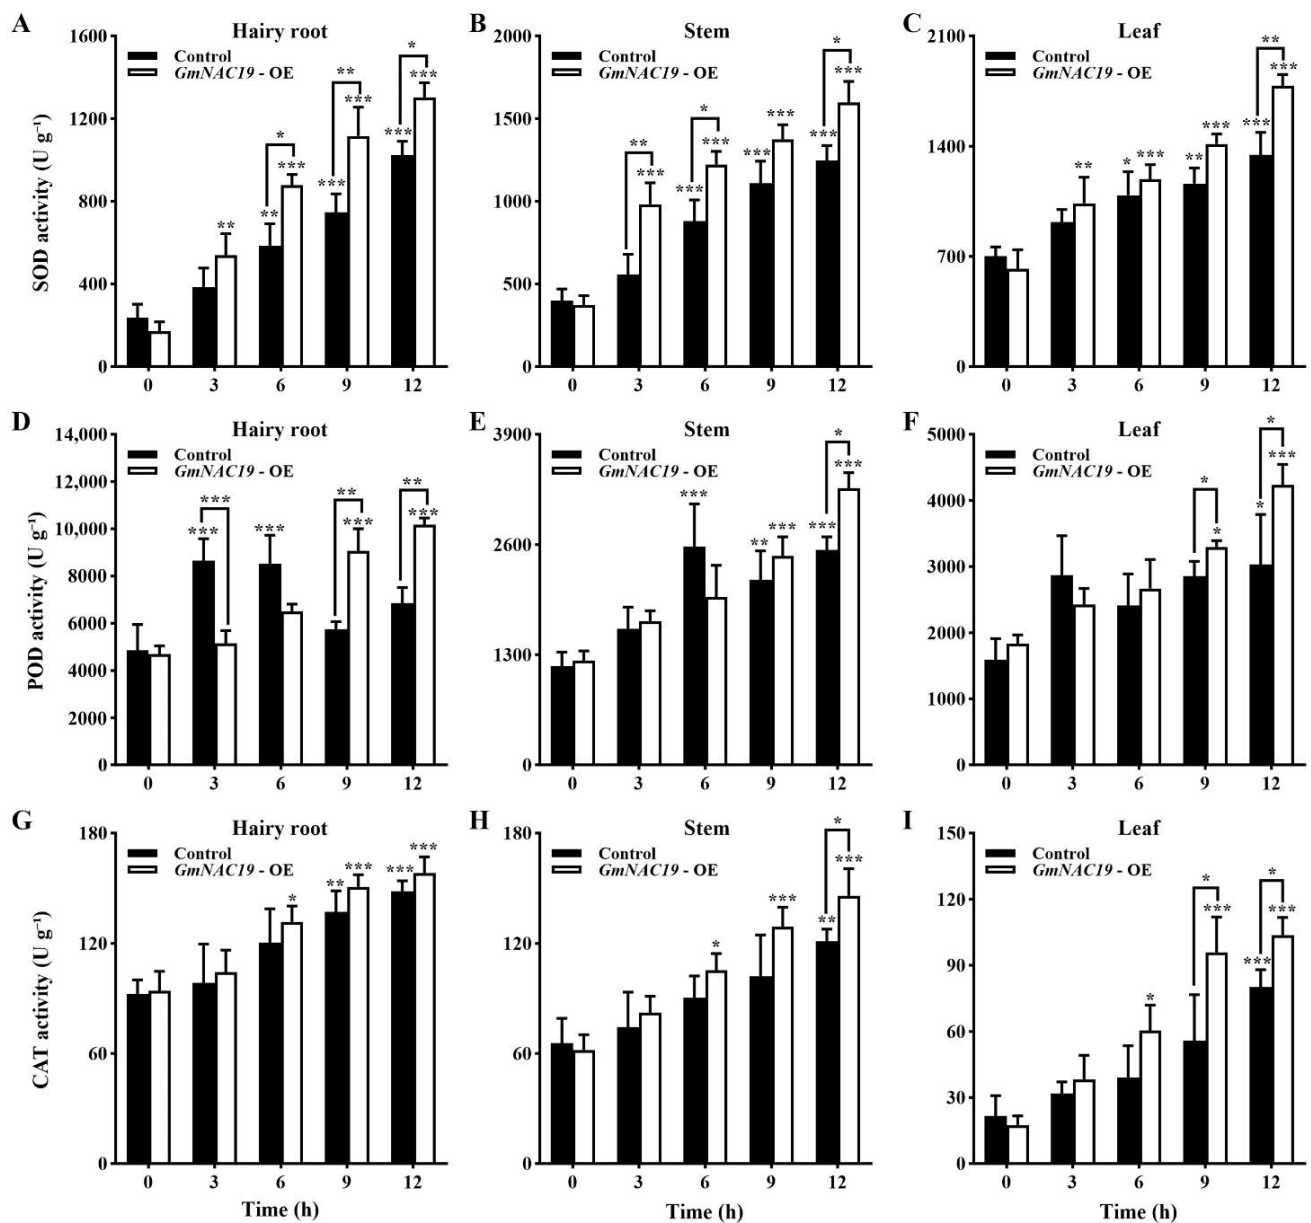 A Hairy root
Control
GmNAC19 - OE
SOD activity (U g⁻¹)
1600
1200
800
400
0
** ** *** *** *** *** * ** *
0 3 6 9 12
B Stem
Control
GmNAC19 - OE
2000
1500
1000
500
0
*** *** *** *** *** *** *** ** * *
0 3 6 9 12
C Leaf
Control
GmNAC19 - OE
2100
1400
700
0
** * *** ** *** *** *** **
0 3 6 9 12
D Hairy root
Control
GmNAC19 - OE
POD activity (U g⁻¹)
14,000
12,000
10,000
8000
6000
4000
2000
0
*** *** *** *** *** ** **
0 3 6 9 12
E Stem
Control
GmNAC19 - OE
3900
2600
1300
0
*** ** *** *** *** *
0 3 6 9 12
F Leaf
Control
GmNAC19 - OE
5000
4000
3000
2000
1000
0
* * * *** *
0 3 6 9 12
G Hairy root
Control
GmNAC19 - OE
CAT activity (U g⁻¹)
180
120
60
0
* ** *** *** ***
0 3 6 9 12
Time (h)
H Stem
Control
GmNAC19 - OE
180
120
60
0
* *** ** *** *
0 3 6 9 12
Time (h)
I Leaf
Control
GmNAC19 - OE
150
120
90
60
30
0
* *** * *** *** *
0 3 6 9 12
Time (h)